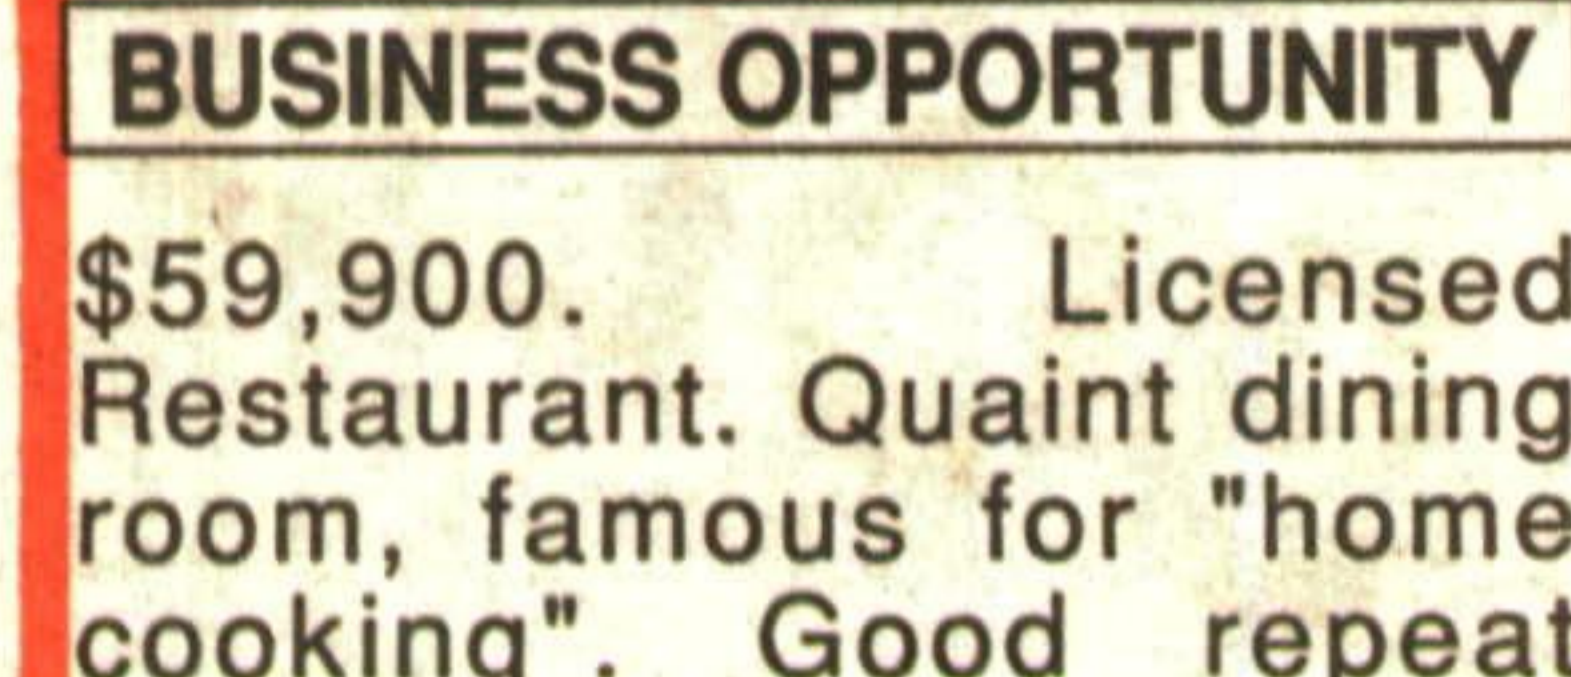 BUSINESS OPPORTUNITY
$59,900. Licensed
Restaurant. Quaint dining
room, famous for "home
cooking". Good repeat